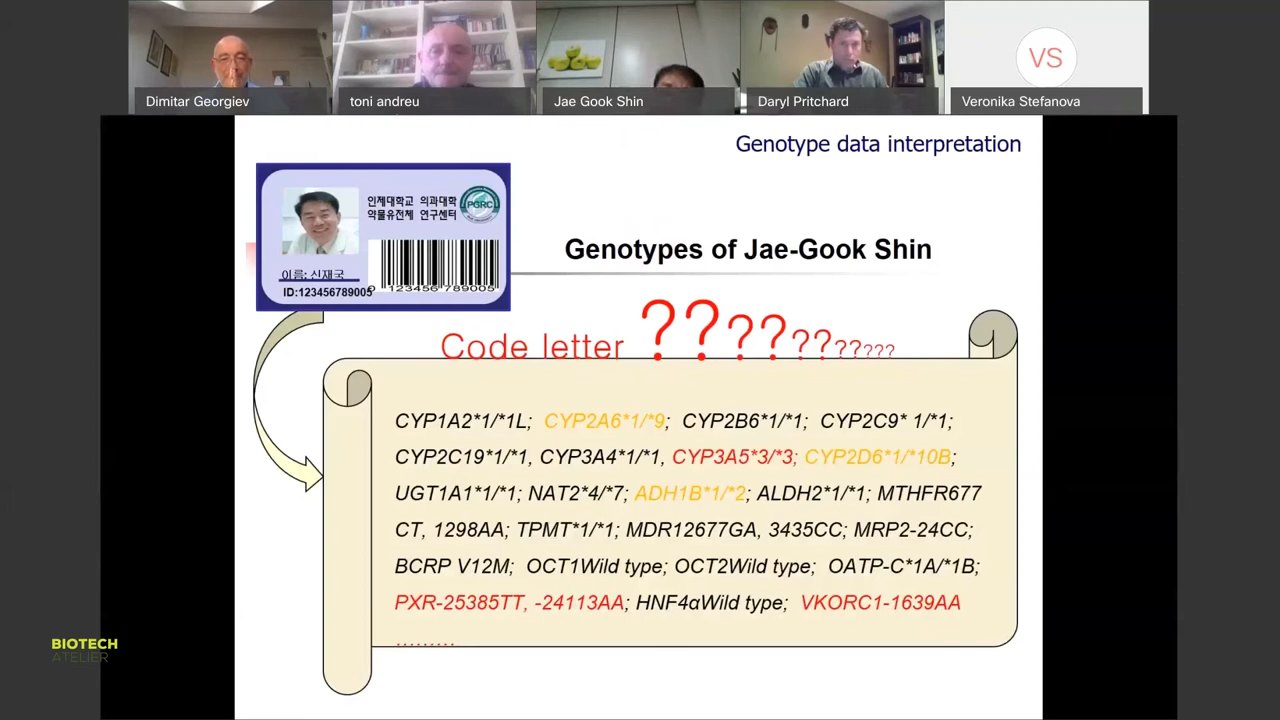 Dimitar Georgiev
toni andreu
Jae Gook Shin
Daryl Pritchard
VS
Veronika Stefanova
Genotype data interpretation
인제대학교 의과대학
약물유전체 연구센터
PGRC
이름: 신재국
ID:123456789005
0 123456 789005
Genotypes of Jae-Gook Shin
Code letter ????????????
CYP1A2*1/*1L; CYP2A6*1/*9; CYP2B6*1/*1; CYP2C9* 1/*1;
CYP2C19*1/*1, CYP3A4*1/*1, CYP3A5*3/*3; CYP2D6*1/*10B;
UGT1A1*1/*1; NAT2*4/*7; ADH1B*1/*2; ALDH2*1/*1; MTHFR677
CT, 1298AA; TPMT*1/*1; MDR12677GA, 3435CC; MRP2-24CC;
BCRP V12M; OCT1Wild type; OCT2Wild type; OATP-C*1A/*1B;
PXR-25385TT, -24113AA; HNF4αWild type; VKORC1-1639AA
.........
BIOTECH
ATELIER